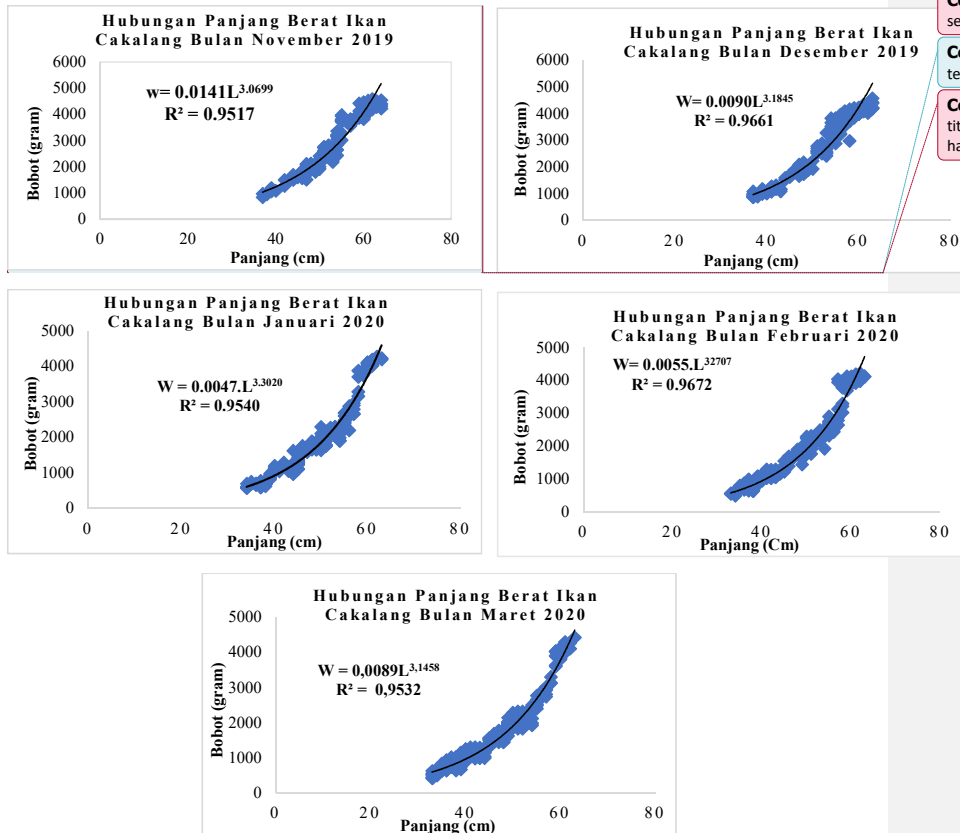 Hubungan Panjang Berat Ikan
Cakalang Bulan November 2019
w= 0.0141L3.0699
R² = 0.9517
Bobot (gram)
6000
5000
4000
3000
2000
1000
0
0 20 40 60 80
Panjang (cm)
Hubungan Panjang Berat Ikan
Cakalang Bulan Desember 2019
W= 0.0090L3.1845
R² = 0.9661
Bobot (gram)
6000
5000
4000
3000
2000
1000
0
0 20 40 60 80
Panjang (cm)
Hubungan Panjang Berat Ikan
Cakalang Bulan Januari 2020
W = 0.0047.L3.3020
R² = 0.9540
Bobot (gram)
5000
4000
3000
2000
1000
0
0 20 40 60 80
Panjang (cm)
Hubungan Panjang Berat Ikan
Cakalang Bulan Februari 2020
W= 0.0055.L32707
R² = 0.9672
Bobot (gram)
5000
4000
3000
2000
1000
0
0 20 40 60 80
Panjang (Cm)
Hubungan Panjang Berat Ikan
Cakalang Bulan Maret 2020
W = 0,0089L3,1458
R² = 0,9532
Bobot (gram)
5000
4000
3000
2000
1000
0
0 20 40 60 80
Panjang (cm)